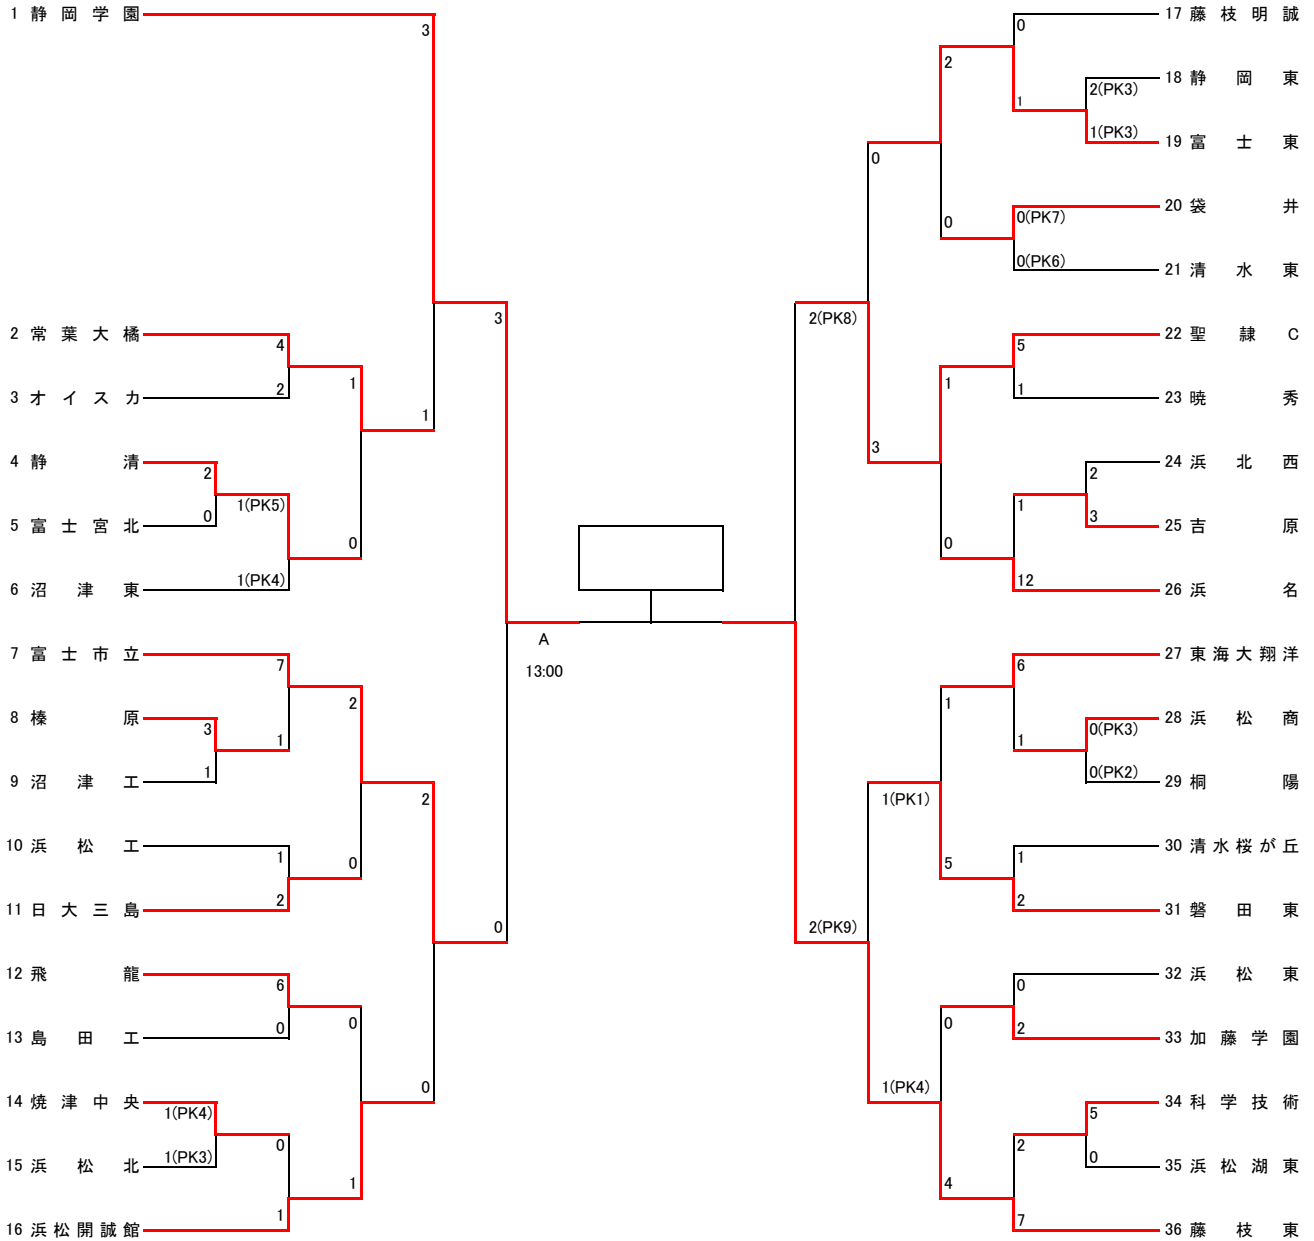 1 静岡学園
3
2 常葉大橘
4
3 オイスカ
2
1
1
4 静清
2
5 富士宮北
0
1(PK5)
6 沼津東
1(PK4)
0
3
7 富士市立
7
8 榛原
3
9 沼津工
1
1
2
10 浜松工
1
11 日大三島
2
0
2
12 飛龍
6
13 島田工
0
0
14 焼津中央
1(PK4)
15 浜松北
1(PK3)
0
16 浜松開誠館
1
1
0
0
A
13:00
17 藤枝明誠
0
18 静岡東
2(PK3)
19 富士東
1(PK3)
1
2
20 袋井
0(PK7)
21 清水東
0(PK6)
0
0
22 聖隷C
5
23 暁秀
1
1
24 浜北西
2
25 吉原
3
1
26 浜名
12
0
3
2(PK8)
27 東海大翔洋
6
28 浜松商
0(PK3)
29 桐陽
0(PK2)
1
1
30 清水桜が丘
1
31 磐田東
2
5
1(PK1)
32 浜松東
0
33 加藤学園
2
0
34 科学技術
5
35 浜松湖東
0
2
36 藤枝東
7
4
1(PK4)
2(PK9)